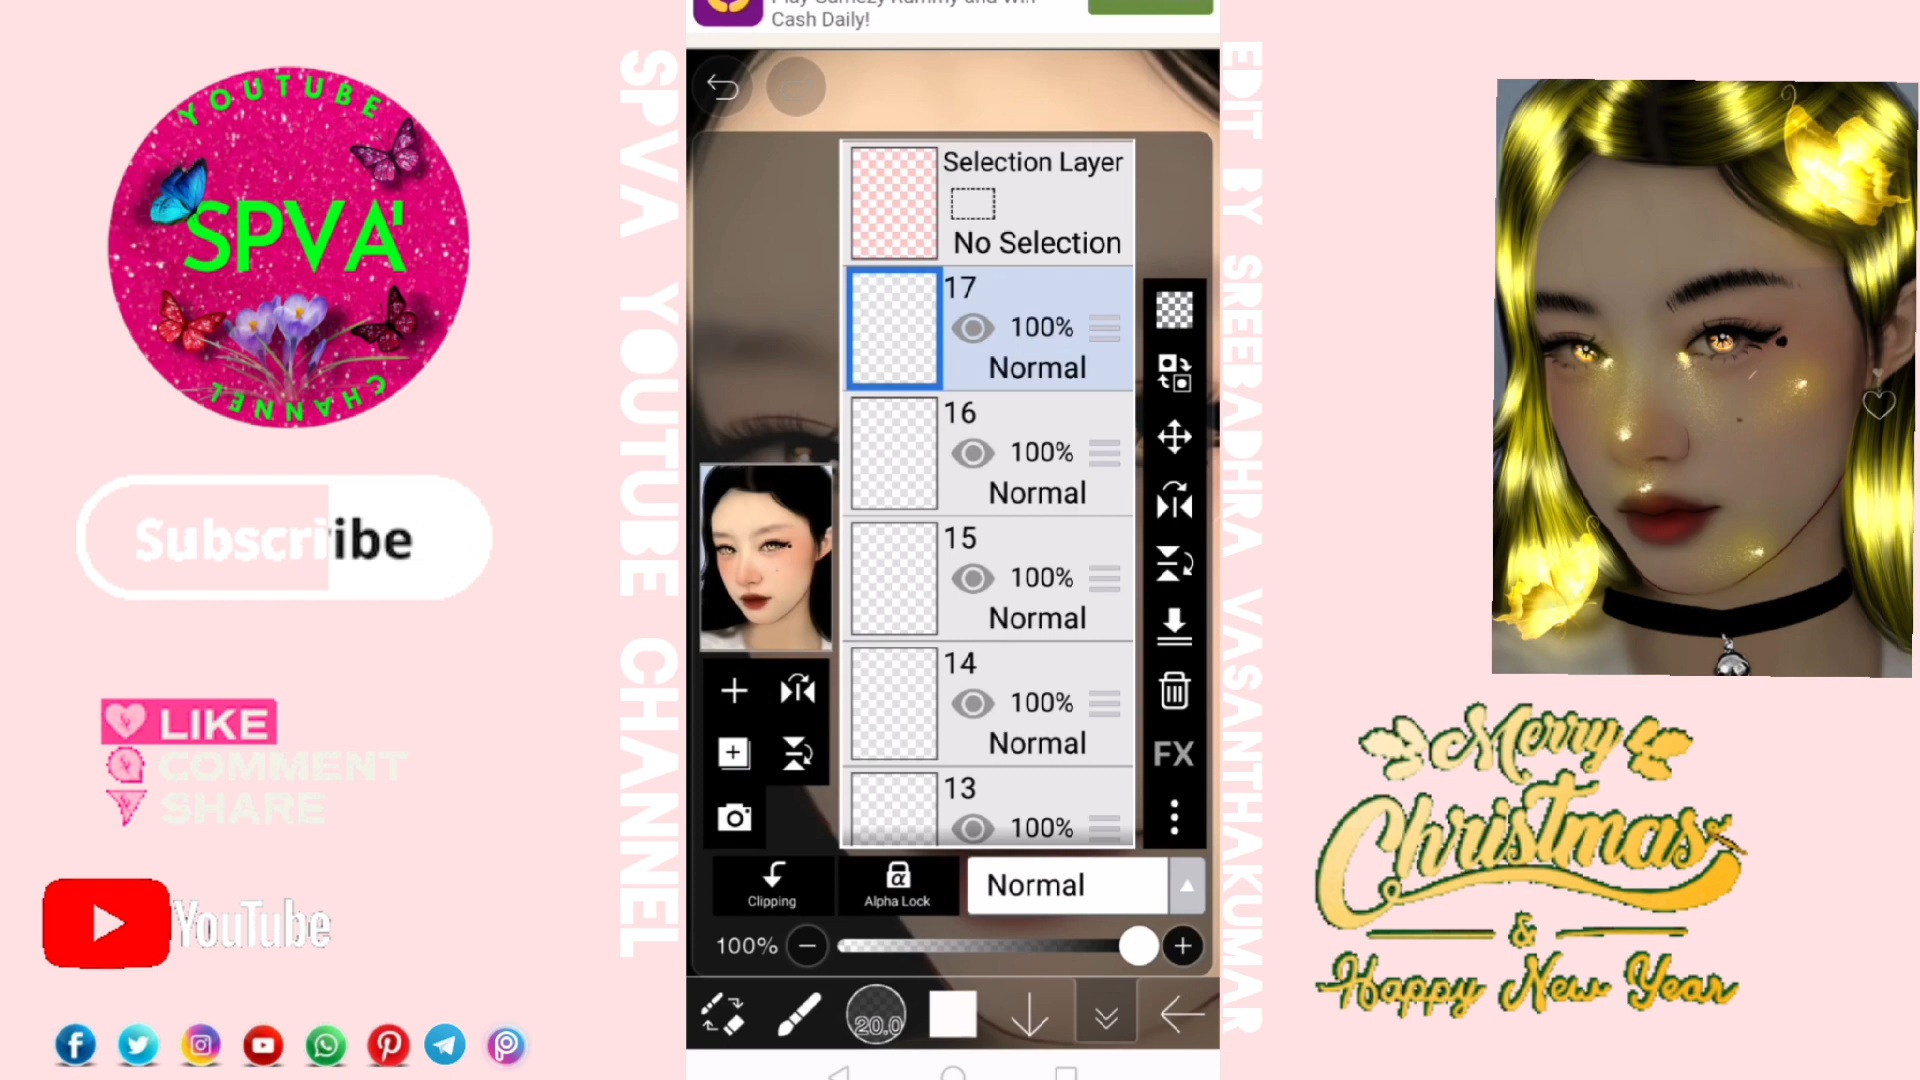 YOUTUBE
SPVA'
CHANNEL
Subscriibe
LIKE
COMMENT
SHARE
YouTube
SPVA YOUTUBE CHANNEL
Cash Daily!
Selection Layer
No Selection
17
100%
Normal
16
100%
Normal
15
100%
Normal
14
100%
Normal
13
100%
FX
Clipping
α
Alpha Lock
Normal
100%
20.0
EDIT BY SREEBADHRA VASANTHAKUMAR
Merry
Christmas
&
Happy New Year